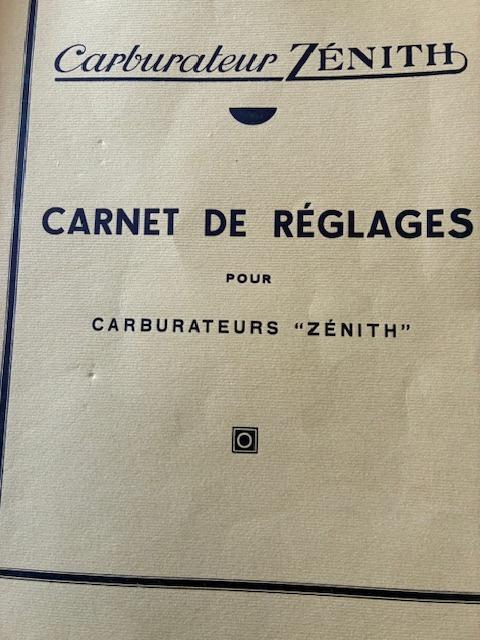 Carburateur ZÉNITH
CARNET DE RÉGLAGES
POUR
CARBURATEURS "ZÉNITH"